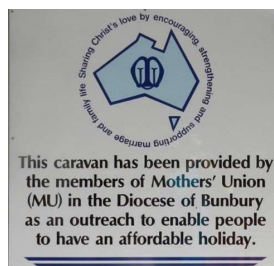 Sharing Christ's love by encouraging, strengthening and supporting marriage and family life
MU
This caravan has been provided by
the members of Mothers' Union
(MU) in the Diocese of Bunbury
as an outreach to enable people
to have an affordable holiday.